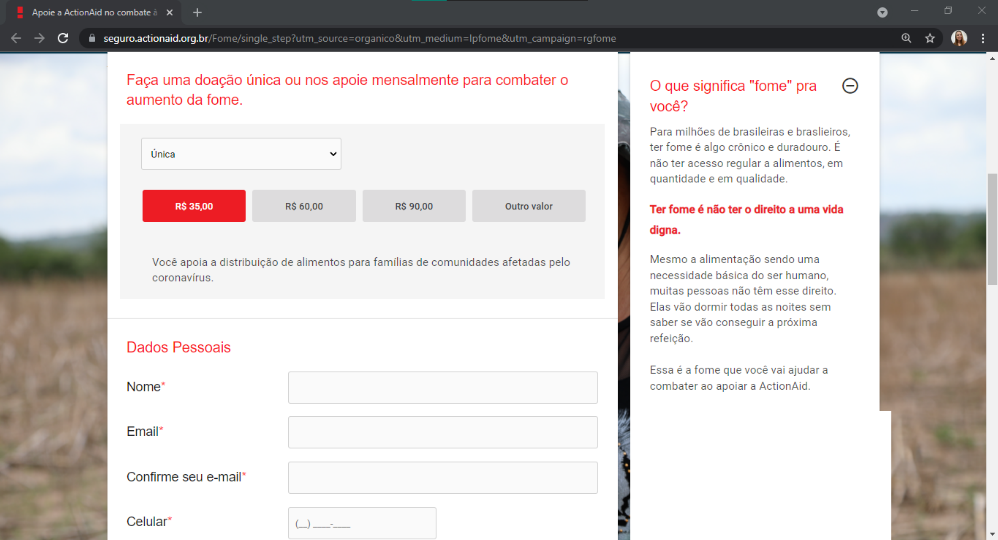 Apoie a ActionAid no combate à
seguro.actionaid.org.br/Fome/single_step?utm_source=organico&utm_medium=lpfome&utm_campaign=rgfome
Faça uma doação única ou nos apoie mensalmente para combater o
aumento da fome.
Única
R$ 35,00
R$ 60,00
R$ 90,00
Outro valor
Você apoia a distribuição de alimentos para famílias de comunidades afetadas pelo
coronavírus.
Dados Pessoais
Nome*
Email*
Confirme seu e-mail*
Celular*
(__) ____-____
O que significa "fome" pra
você?
Para milhões de brasileiras e braslieiros,
ter fome é algo crônico e duradouro. É
não ter acesso regular a alimentos, em
quantidade e em qualidade.
Ter fome é não ter o direito a uma vida
digna.
Mesmo a alimentação sendo uma
necessidade básica do ser humano,
muitas pessoas não têm esse direito.
Elas vão dormir todas as noites sem
saber se vão conseguir a próxima
refeição.
Essa é a fome que você vai ajudar a
combater ao apoiar a ActionAid.